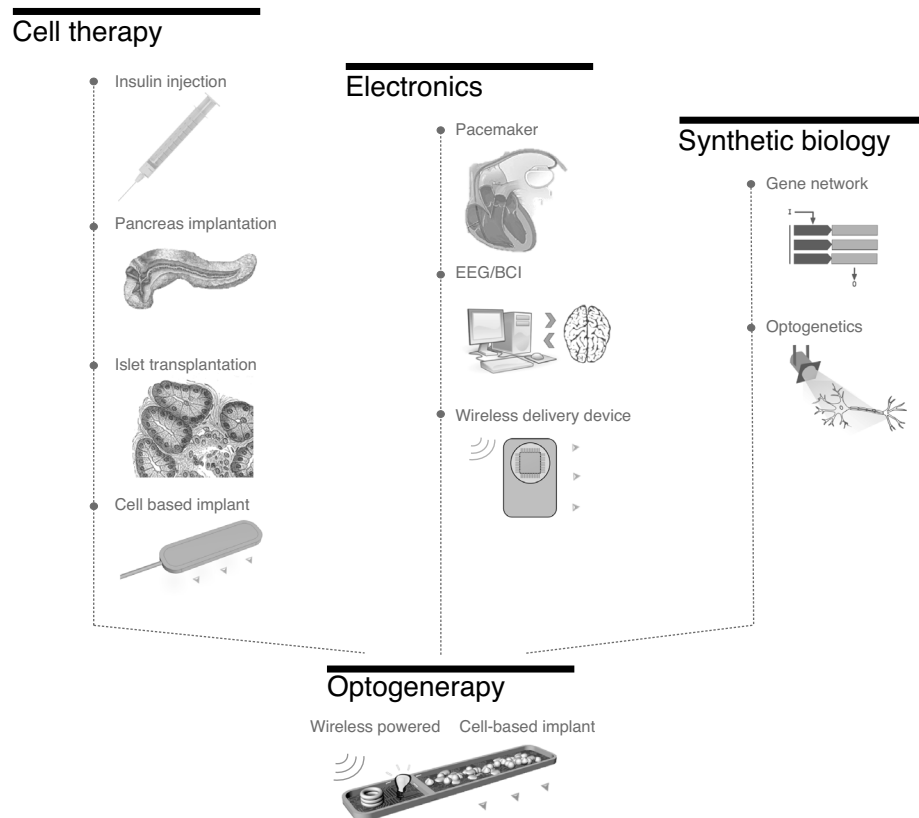 Cell therapy
Insulin injection
Pancreas implantation
Islet transplantation
Cell based implant
Electronics
Pacemaker
EEG/BCI
Wireless delivery device
Synthetic biology
Gene network
I
O
Optogenetics
Optogenerapy
Wireless powered
Cell-based implant